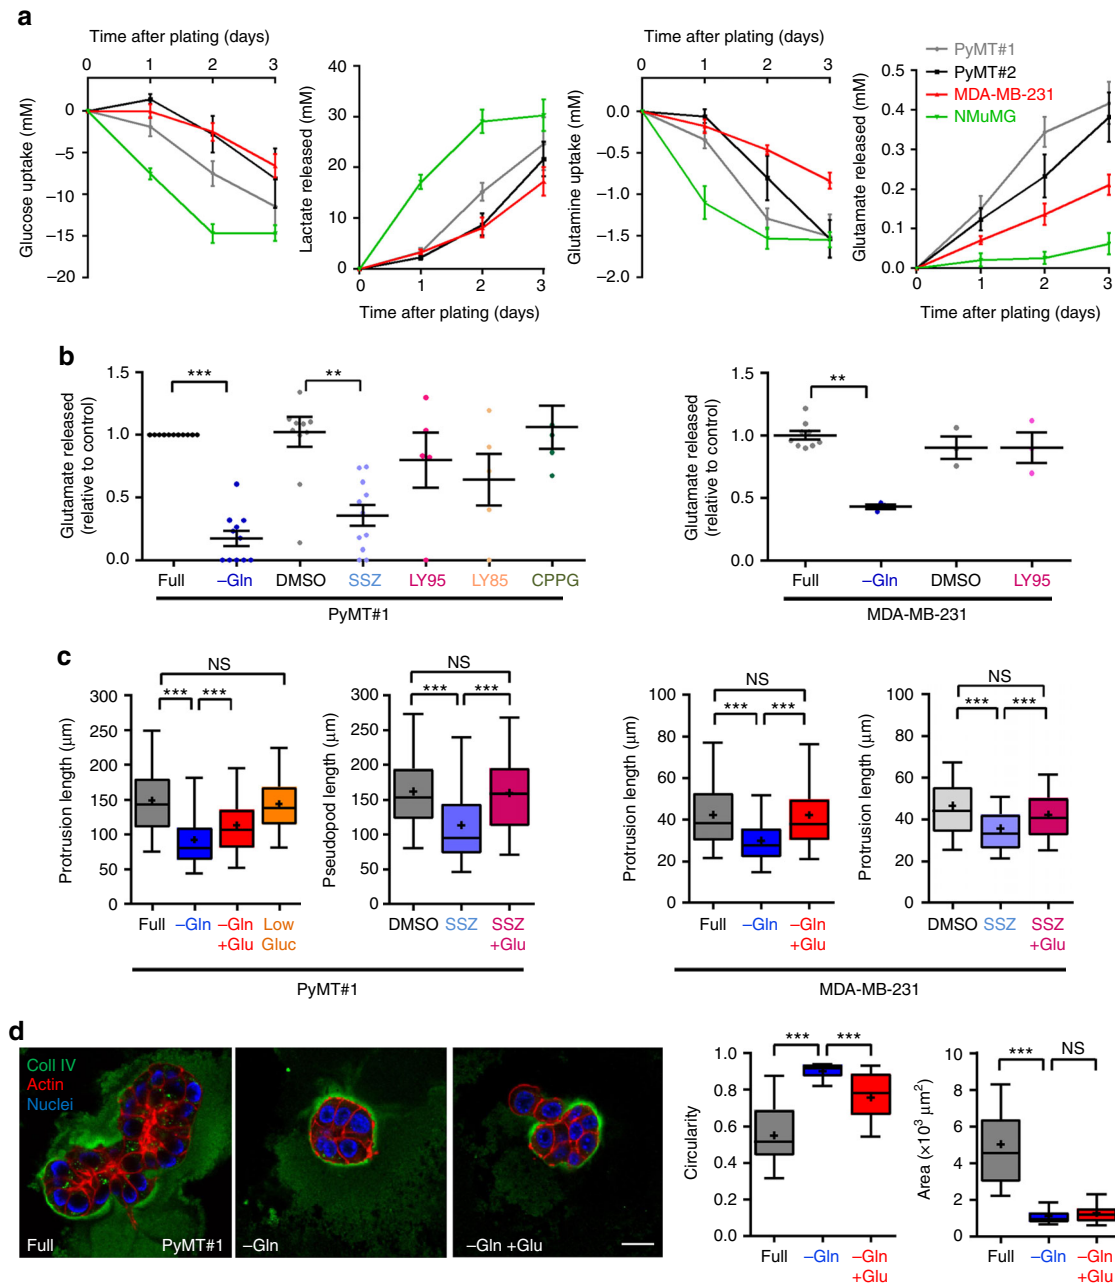 a
Time after plating (days)
0 1 2 3
0
−5
−10
−15
−20
Glucose uptake (mM)
40
30
20
10
0
Lactate released (mM)
0 1 2 3
Time after plating (days)
Time after plating (days)
0 1 2 3
0.0
−0.5
−1.0
−1.5
−2.0
Glutamine uptake (mM)
PyMT#1
PyMT#2
MDA-MB-231
NMuMG
0.5
0.4
0.3
0.2
0.1
0.0
Glutamate released (mM)
0 1 2 3
Time after plating (days)
b
1.5
1.0
0.5
0.0
Glutamate released
(relative to control)
*** **
Full −Gln DMSO SSZ LY95 LY85 CPPG
PyMT#1
1.5
1.0
0.5
0.0
Glutamate released
(relative to control)
**
Full −Gln DMSO LY95
MDA-MB-231
c
NS
*** ***
300
250
200
150
100
50
0
Protrusion length (μm)
Full −Gln −Gln Low
+Glu Gluc
NS
*** ***
300
250
200
150
100
50
0
Pseudopod length (μm)
DMSO SSZ SSZ
+Glu
PyMT#1
NS
*** ***
100
80
60
40
20
0
Protrusion length (μm)
Full −Gln −Gln
+Glu
NS
*** ***
100
80
60
40
20
0
Protrusion length (μm)
DMSO SSZ SSZ
+Glu
MDA-MB-231
d
Coll IV
Actin
Nuclei
Full PyMT#1
−Gln
−Gln +Glu
*** ***
1.0
0.8
0.6
0.4
0.2
0.0
Circularity
Full −Gln −Gln
+Glu
*** NS
10
8
6
4
2
0
Area (×10³ μm²)
Full −Gln −Gln
+Glu